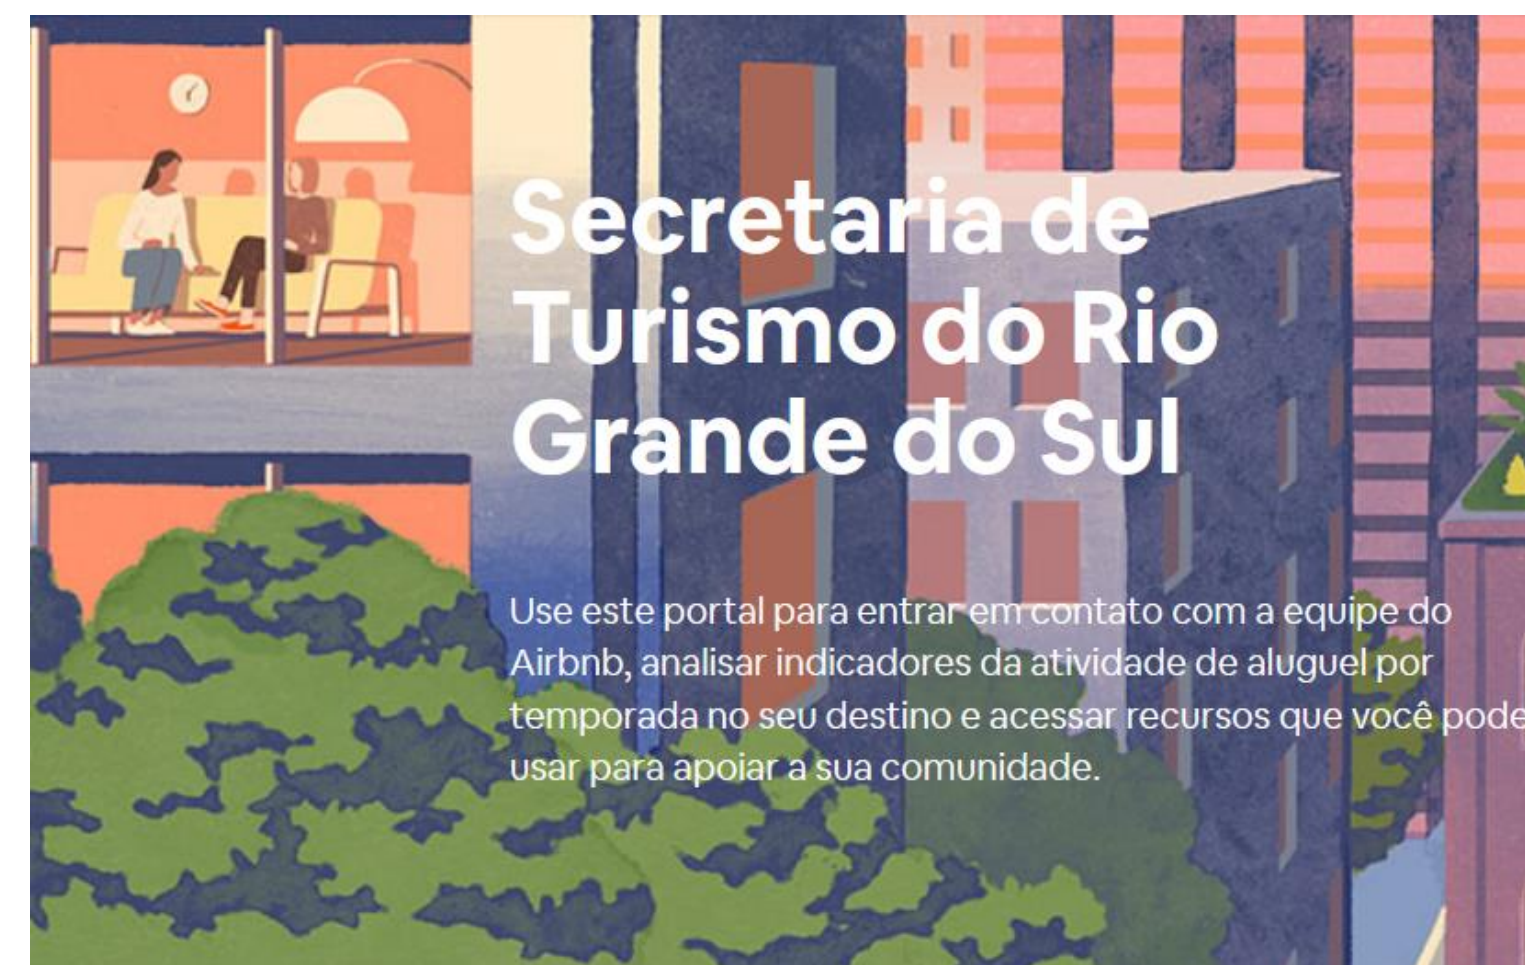 Secretaria de
Turismo do Rio
Grande do Sul
Use este portal para entrar em contato com a equipe do
Airbnb, analisar indicadores da atividade de aluguel por
temporada no seu destino e acessar recursos que você pode
usar para apoiar a sua comunidade.